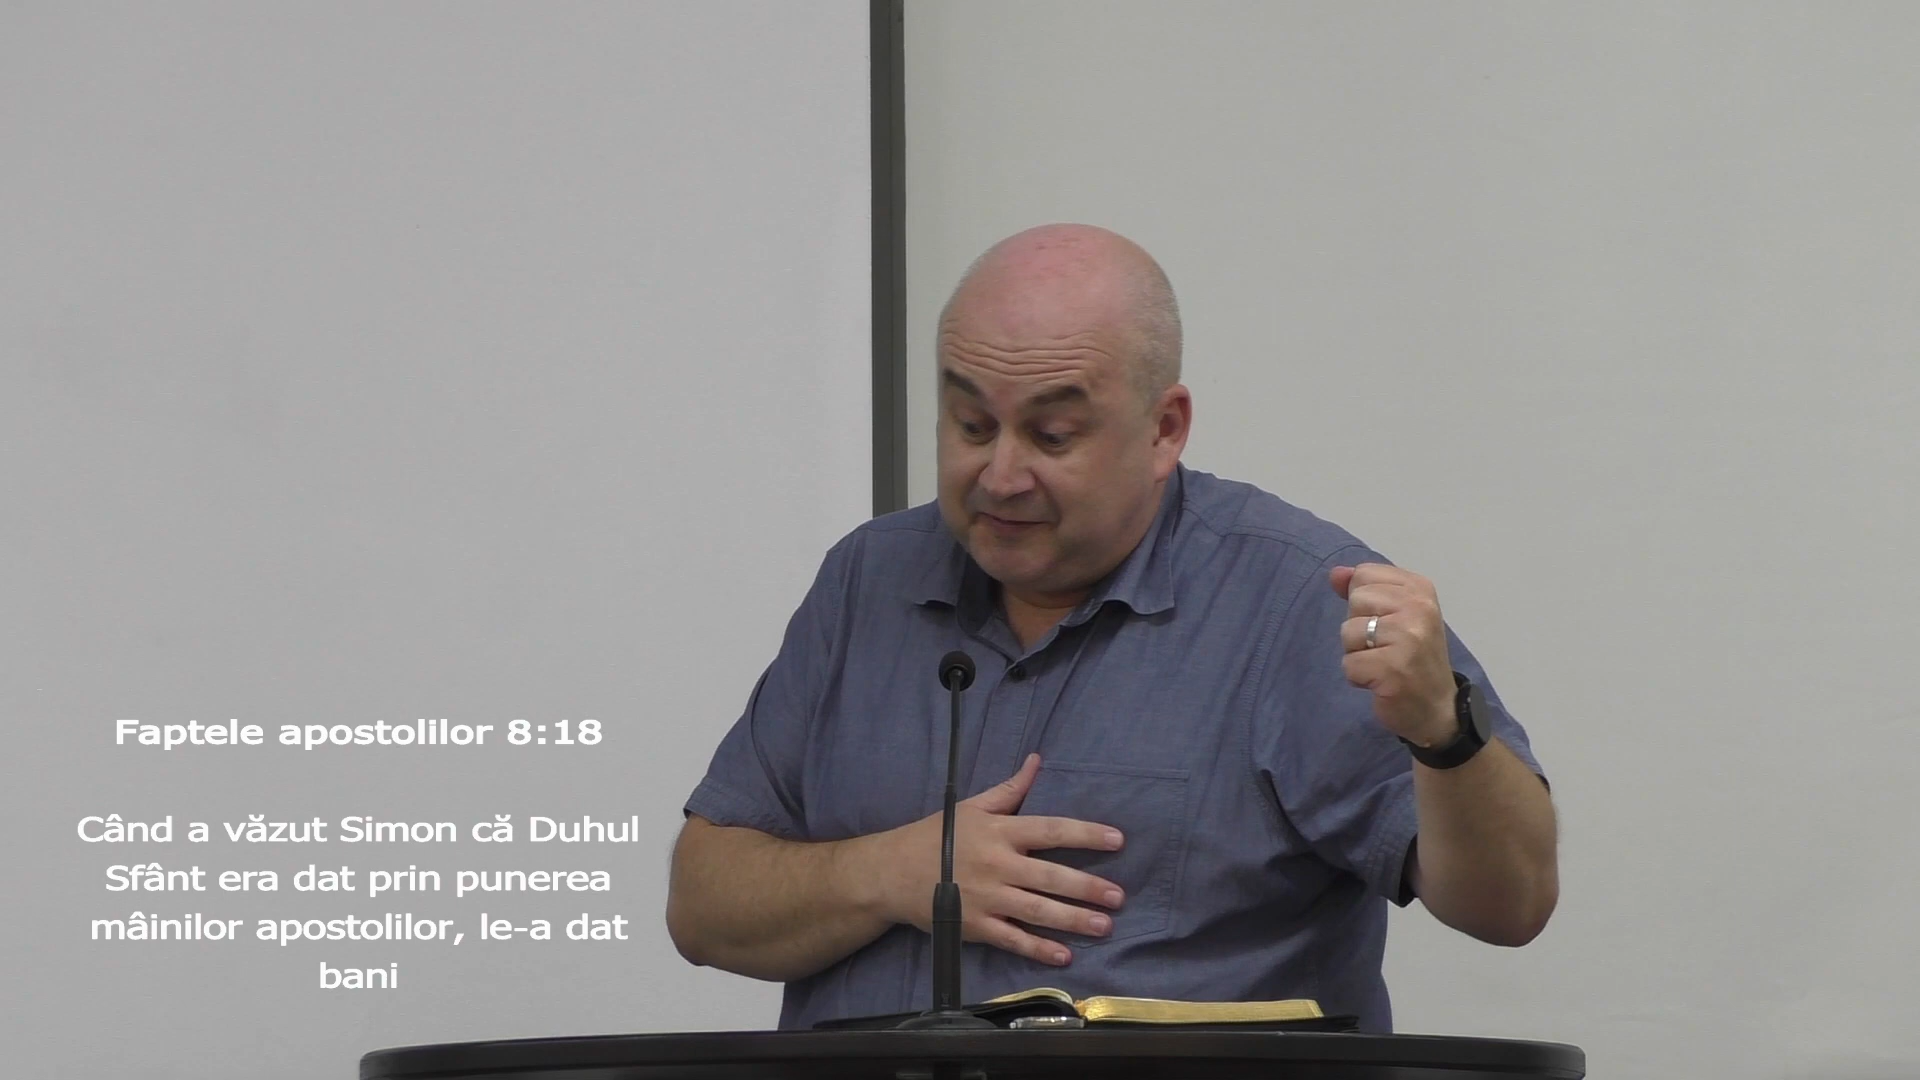 Faptele apostolilor 8:18
Când a văzut Simon că Duhul
Sfânt era dat prin punerea
mâinilor apostolilor, le-a dat
bani